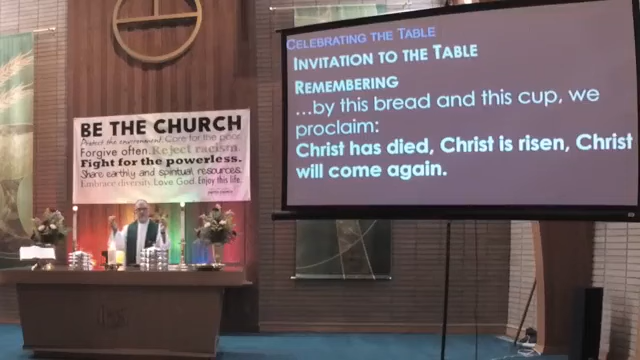 CELEBRATING THE TABLE
INVITATION TO THE TABLE
REMEMBERING
...by this bread and this cup, we
proclaim:
Christ has died, Christ is risen, Christ
will come again.
BE THE CHURCH
Protect the environment. Care for the poor.
Forgive often. Reject racism.
Fight for the powerless.
Share earthly and spiritual resources.
Embrace diversity. Love God. Enjoy this life.